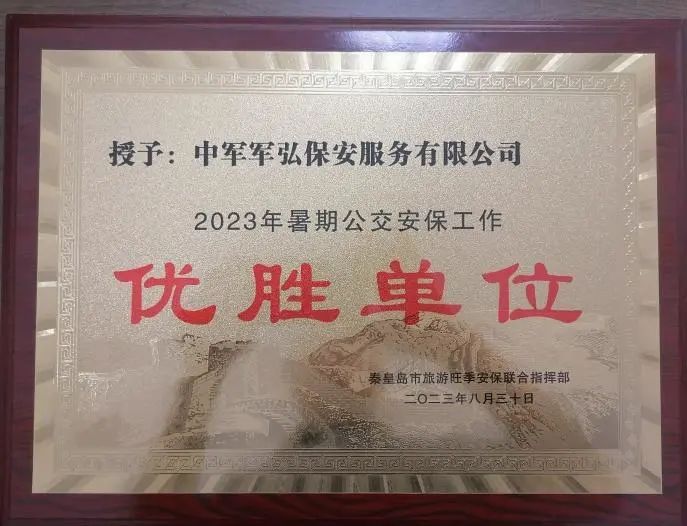 授予：中军军弘保安服务有限公司
2023年暑期公交安保工作
优胜单位
秦皇岛市旅游旺季安保联合指挥部
二〇二三年八月三十日